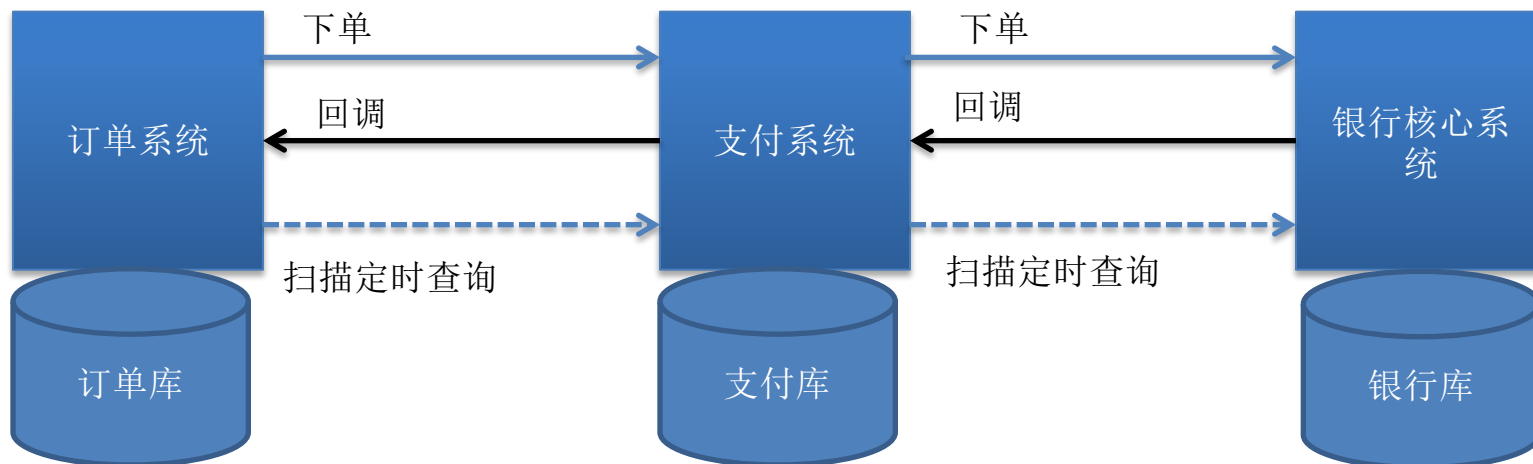 下单
下单
回调
回调
订单系统
支付系统
银行核心系
统
扫描定时查询
扫描定时查询
订单库
支付库
银行库